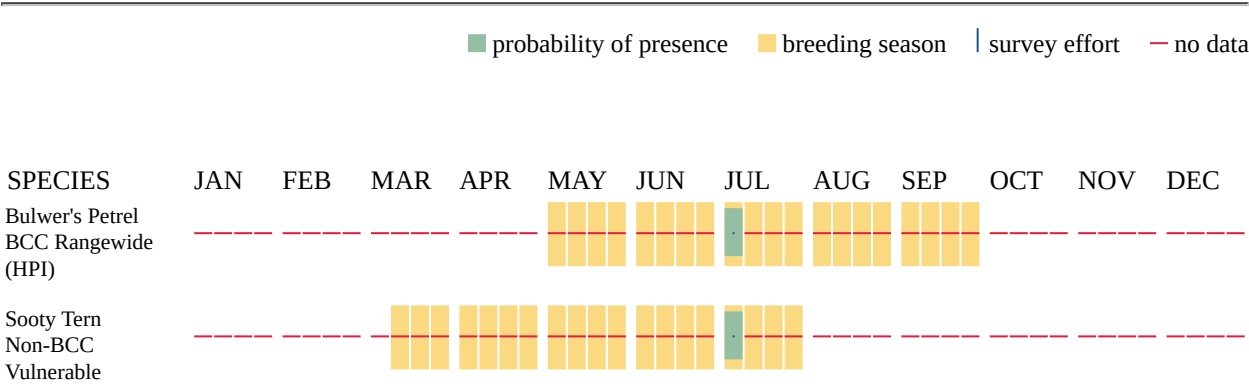 probability of presence breeding season survey effort no data
SPECIES JAN FEB MAR APR MAY JUN JUL AUG SEP OCT NOV DEC
Bulwer's Petrel
BCC Rangewide
(HPI)
Sooty Tern
Non-BCC
Vulnerable